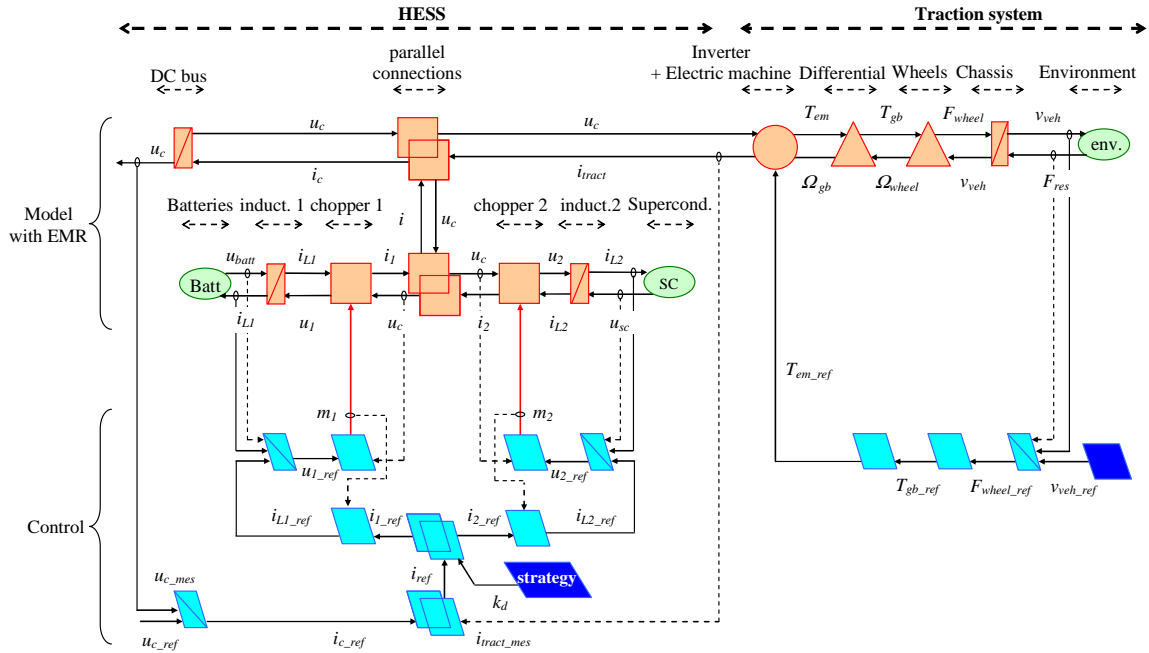 HESS
Traction system
parallel
connections
Inverter
+ Electric machine
DC bus
Differential
Wheels
Chassis
Environment
u_c
u_c
T_em
T_gb
F_wheel
v_veh
u_c
env.
i_c
i_tract
Ω_gb
Ω_wheel
v_veh
F_res
Model
with EMR
Batteries
induct. 1
chopper 1
i
u_c
chopper 2
induct.2
Supercond.
u_batt
i_L1
i_1
u_c
u_2
i_L2
Batt
SC
i_L1
u_1
u_c
i_2
i_L2
u_sc
T_em_ref
m_1
m_2
u_1_ref
u_2_ref
T_gb_ref
F_wheel_ref
v_veh_ref
Control
i_L1_ref
i_1_ref
i_2_ref
i_L2_ref
i_ref
strategy
u_c_mes
k_d
u_c_ref
i_c_ref
i_tract_mes